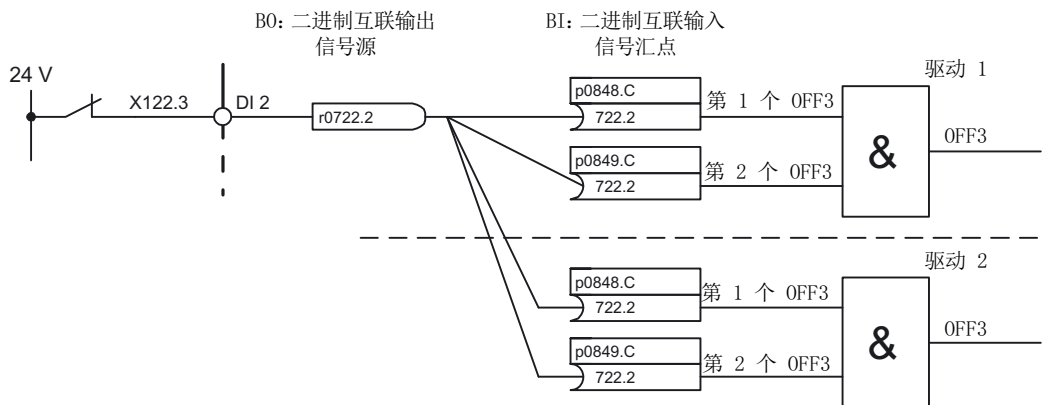 BO: 二进制互联输出
信号源
BI: 二进制互联输入
信号汇点
24 V
X122.3
DI 2
r0722.2
p0848.C
722.2
第 1 个 OFF3
p0849.C
722.2
第 2 个 OFF3
驱动 1
&
OFF3
p0848.C
722.2
第 1 个 OFF3
p0849.C
722.2
第 2 个 OFF3
驱动 2
&
OFF3